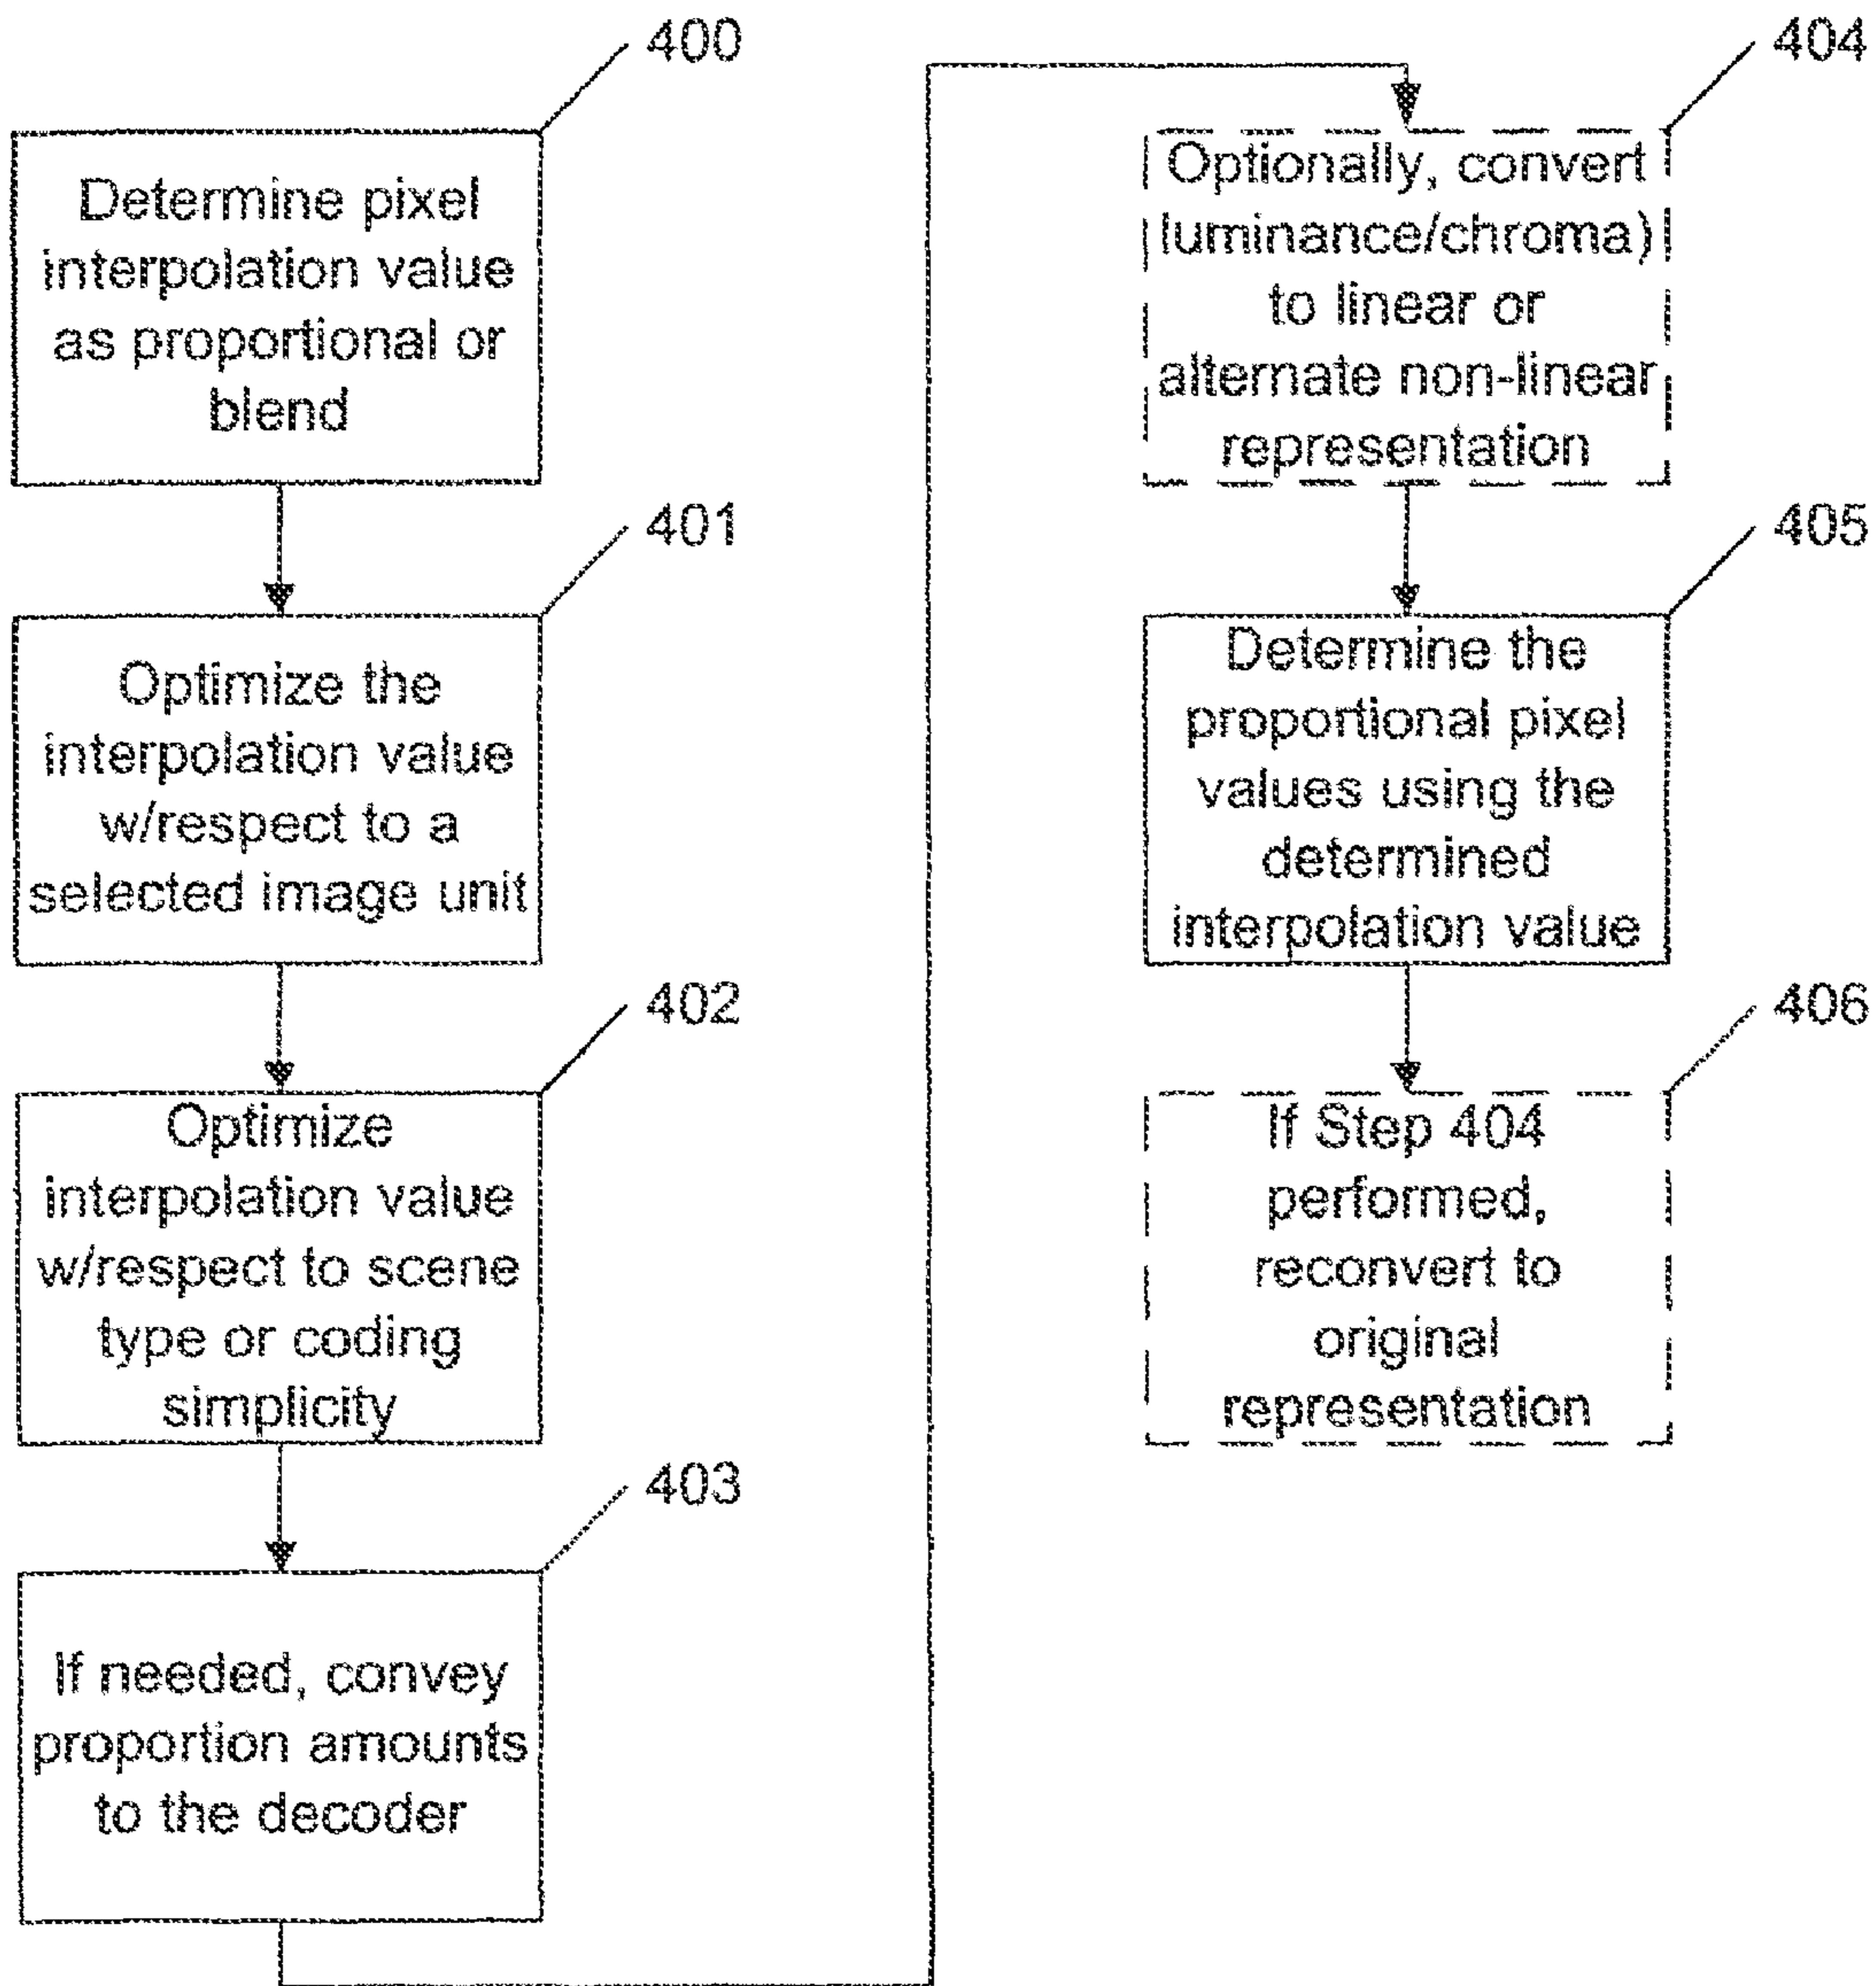 400
Determine pixel
interpolation value
as proportional or
blend
401
Optimize the
interpolation value
w/respect to a
selected image unit
402
Optimize
interpolation value
w/respect to scene
type or coding
simplicity
403
If needed, convey
proportion amounts
to the decoder
404
Optionally, convert
luminance/chroma)
to linear or
alternate non-linear
representation
405
Determine the
proportional pixel
values using the
determined
interpolation value
406
If Step 404
performed,
reconvert to
original
representation